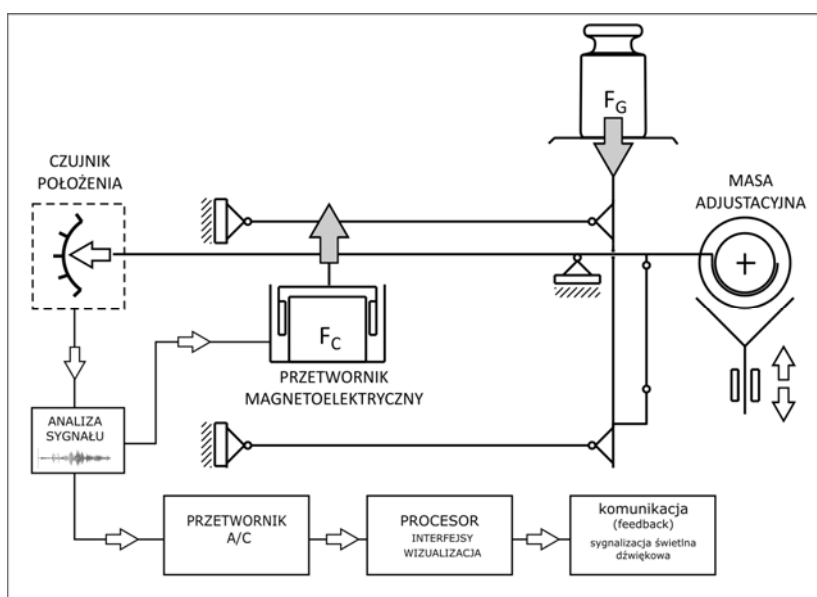 F_G
CZUJNIK
POŁOŻENIA
MASA
ADJUSTACYJNA
F_C
PRZETWORNIK
MAGNETOELEKTRYCZNY
ANALIZA
SYGNAŁU
PRZETWORNIK
A/C
PROCESOR
INTERFEJSY
WIZUALIZACJA
komunikacja
(feedback)
sygnalizacja świetlna
dźwiękowa